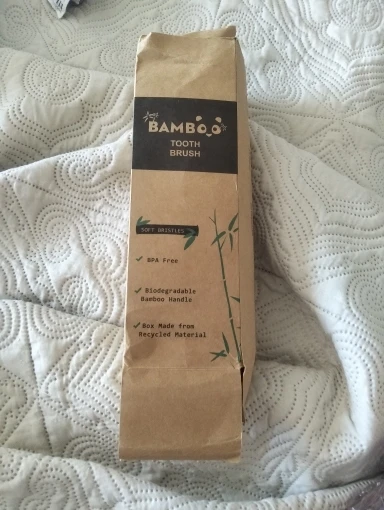 BAMBOO
TOOTH
BRUSH
SOFT BRISTLES
BPA Free
Biodegradable
Bamboo Handle
Box Made from
Recycled Material